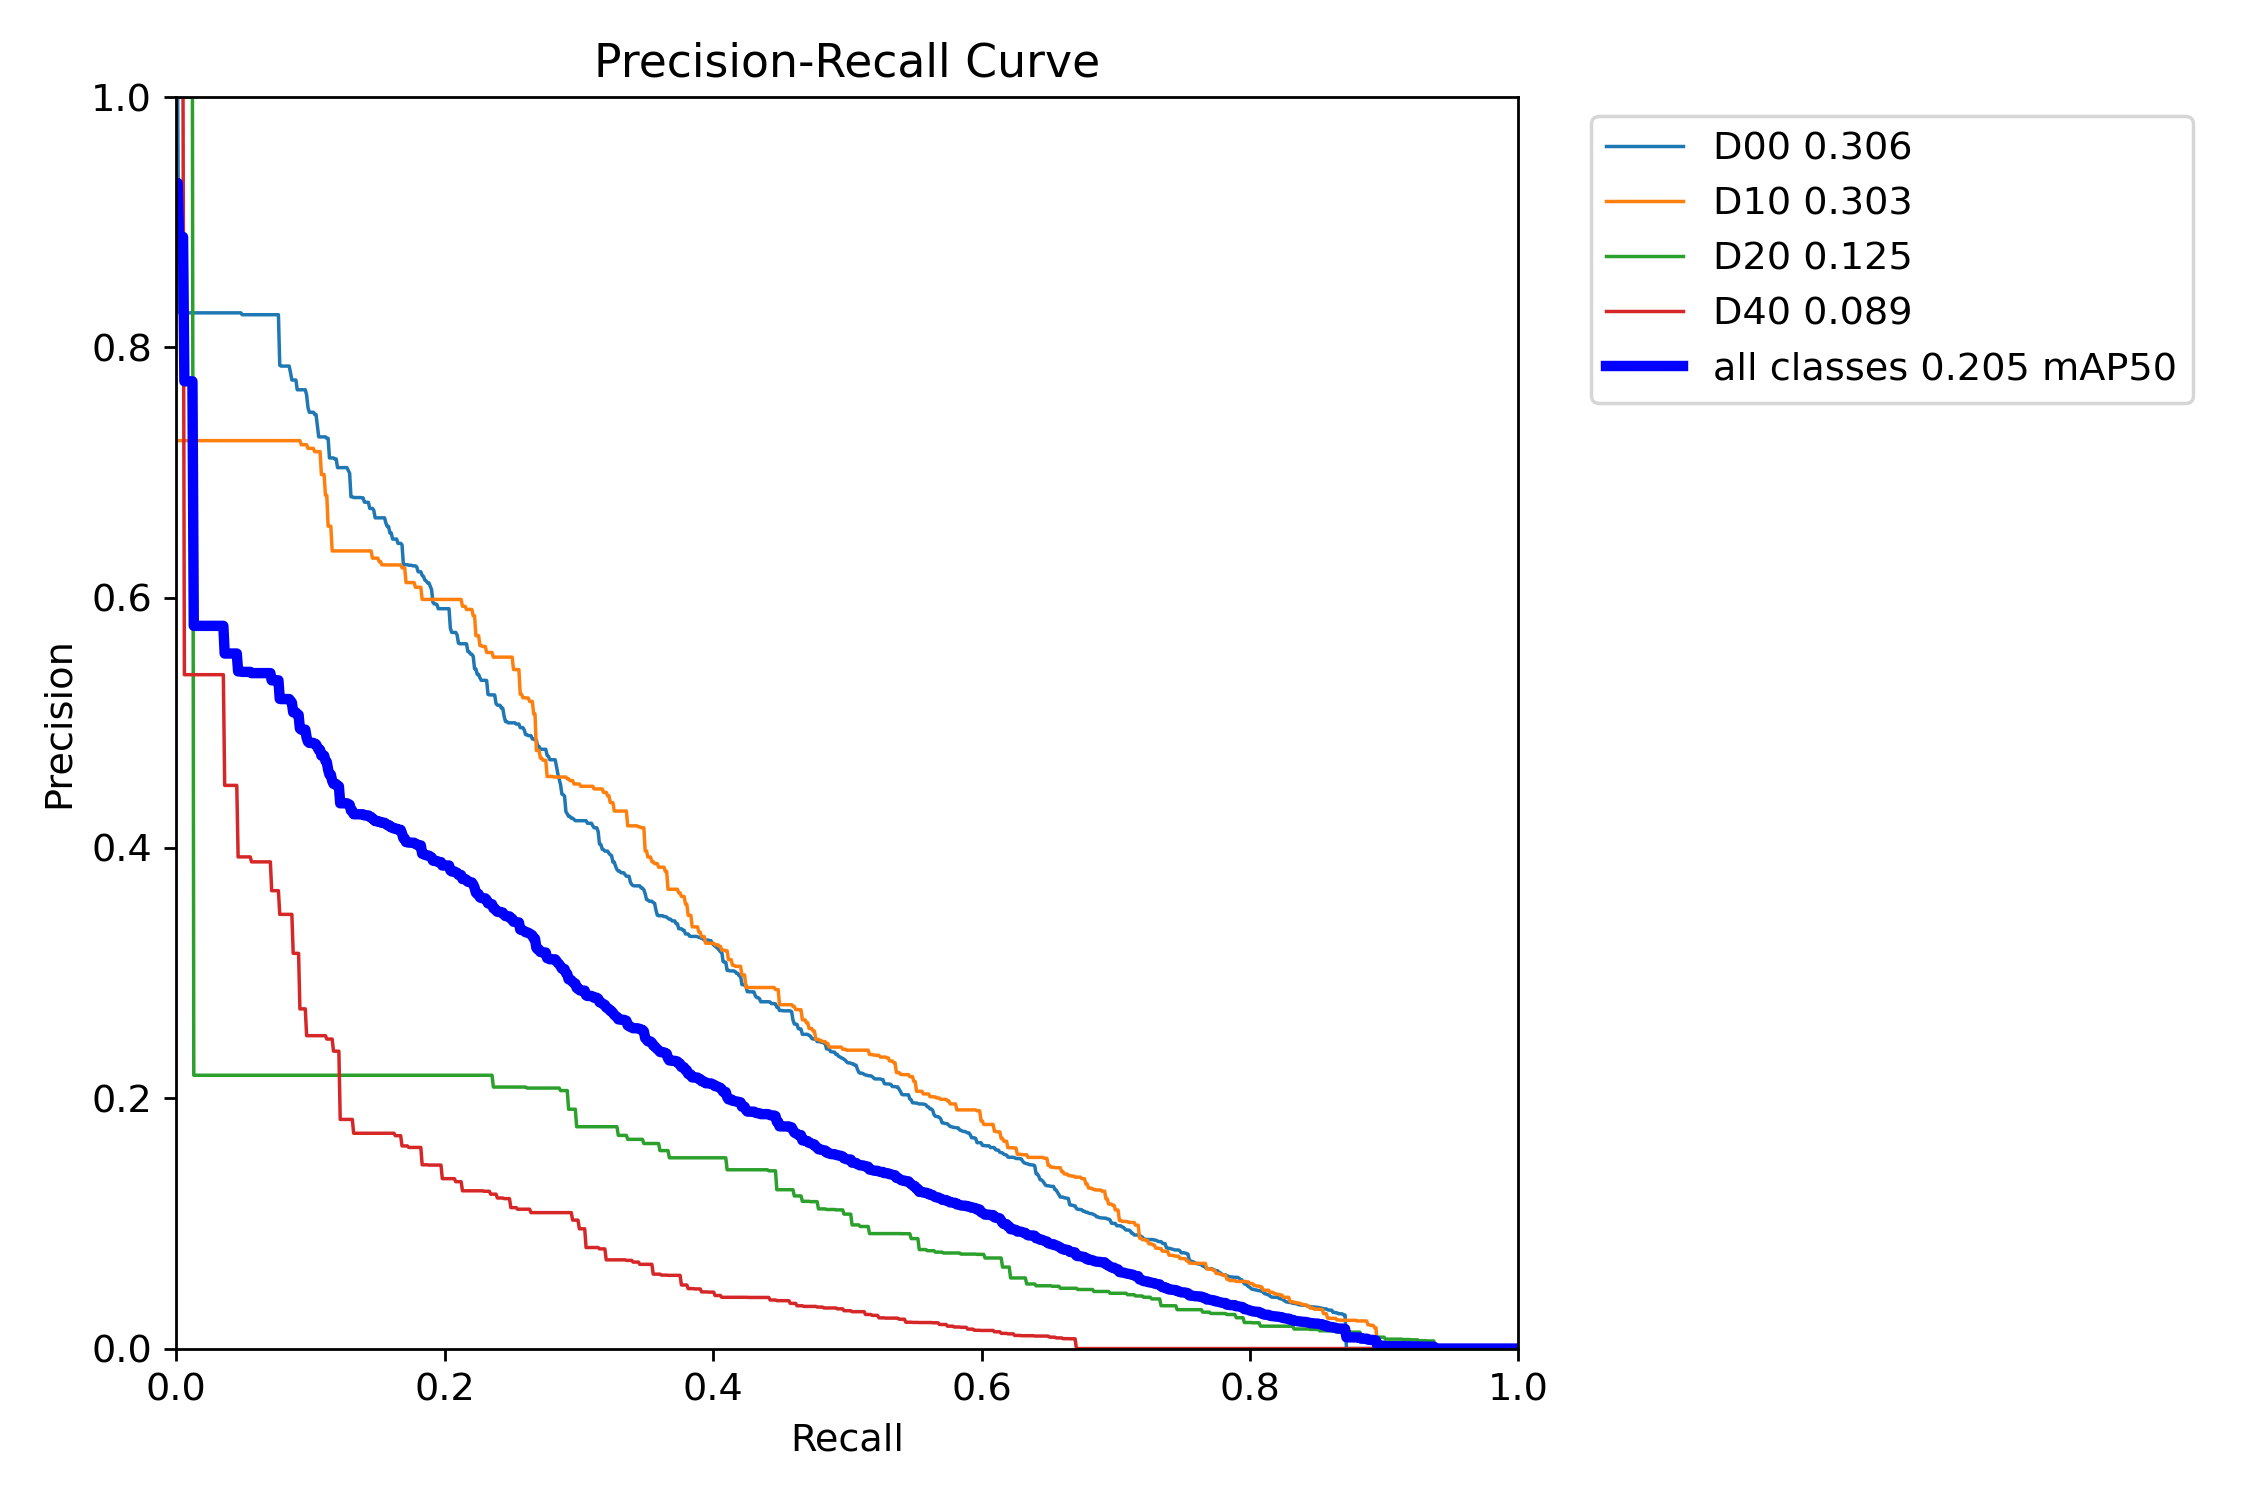 Precision-Recall Curve
1.0
0.8
0.6
0.4
0.2
0.0
Precision
0.0 0.2 0.4 0.6 0.8 1.0
Recall
D00 0.306
D10 0.303
D20 0.125
D40 0.089
all classes 0.205 mAP50